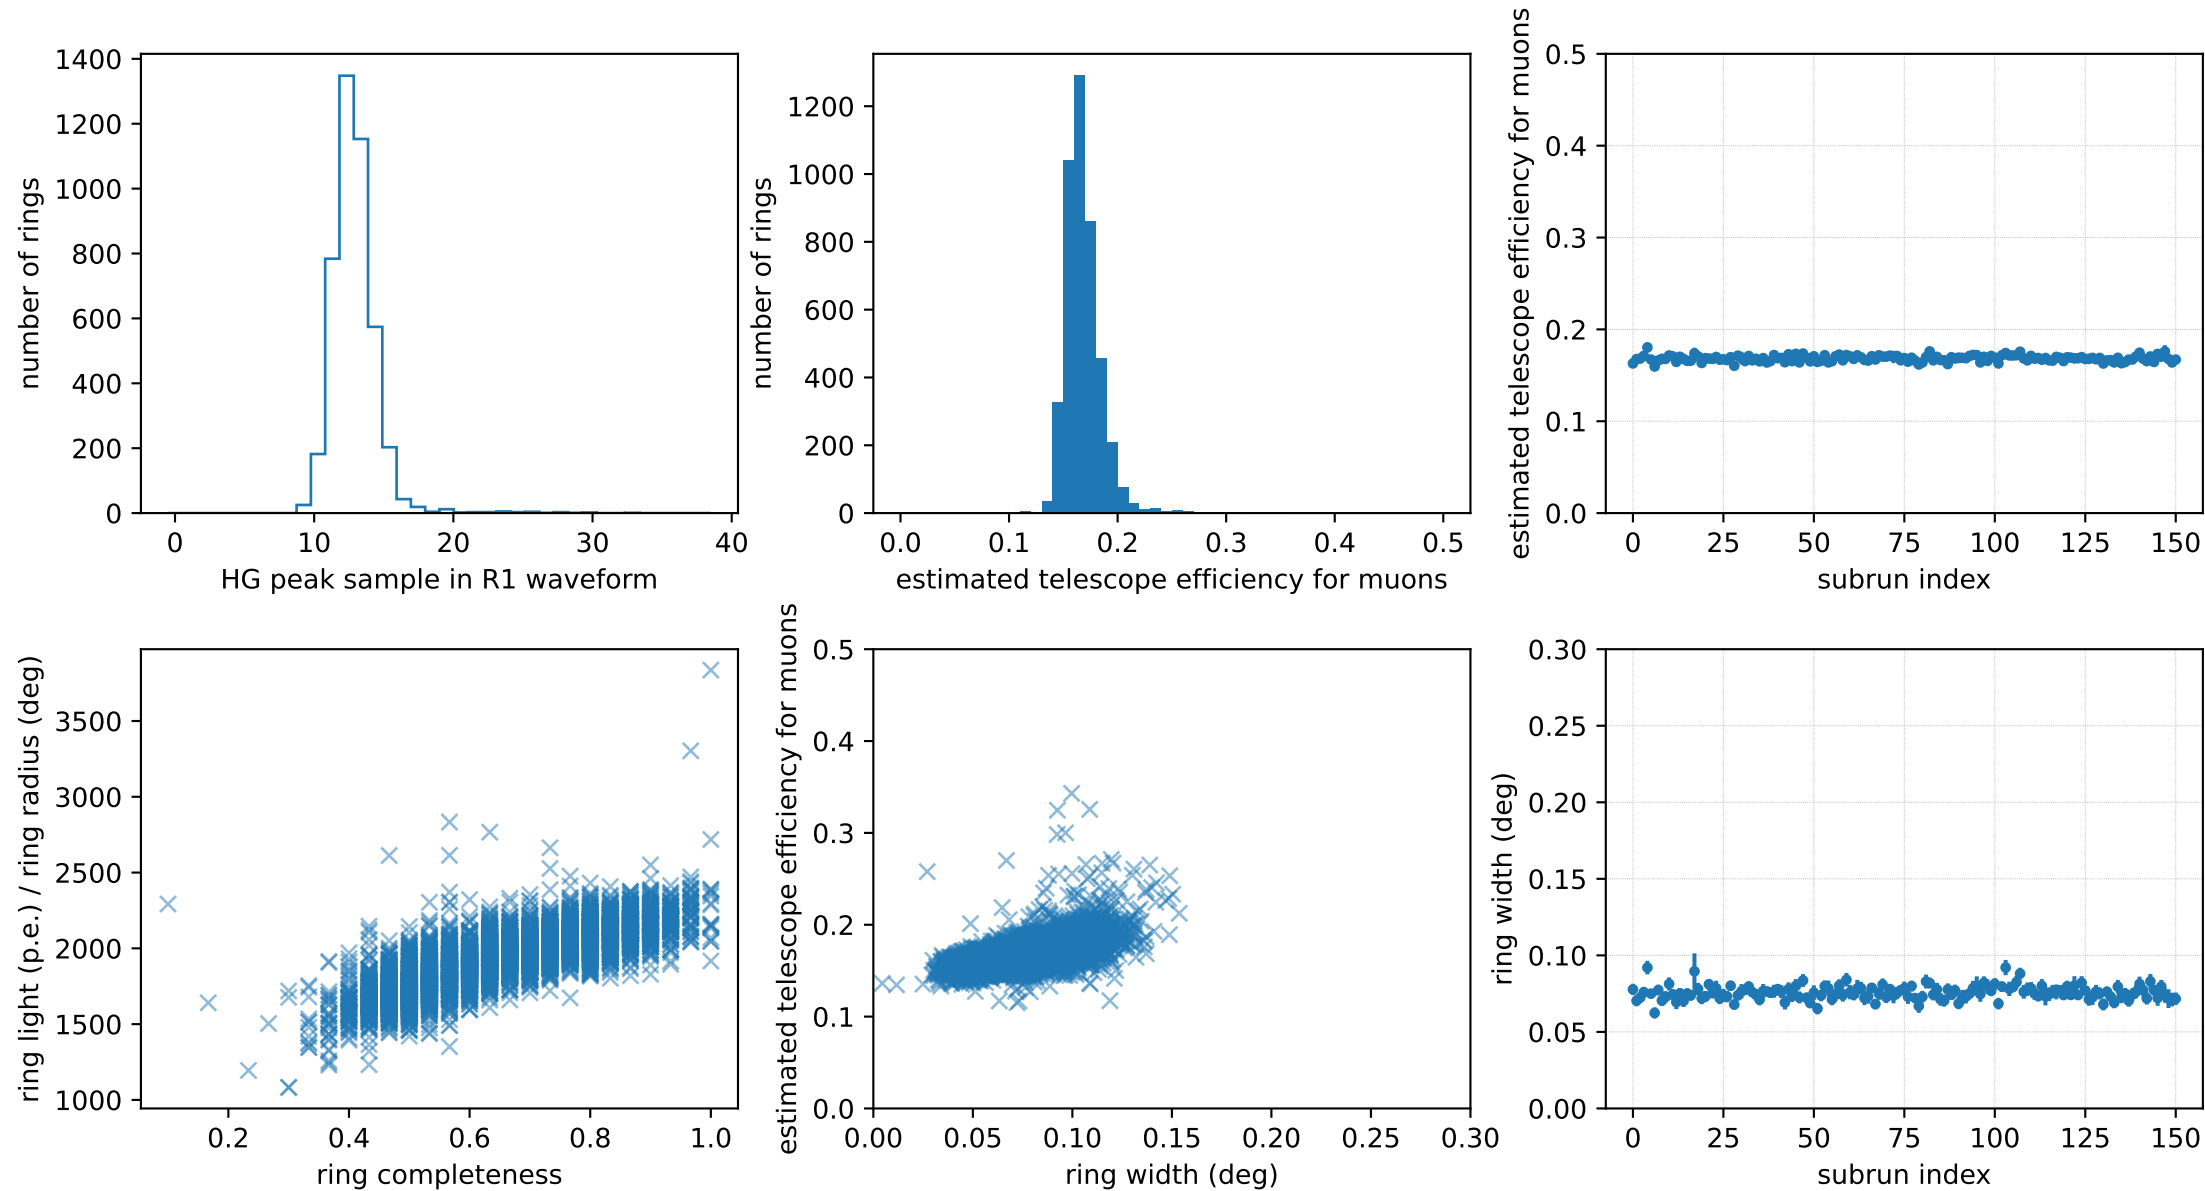 number of rings
1400
1200
1000
800
600
400
200
0
0 10 20 30 40
HG peak sample in R1 waveform
number of rings
1200
1000
800
600
400
200
0
0.0 0.1 0.2 0.3 0.4 0.5
estimated telescope efficiency for muons
estimated telescope efficiency for muons
0.5
0.4
0.3
0.2
0.1
0.0
0 25 50 75 100 125 150
subrun index
ring light (p.e.) / ring radius (deg)
3500
3000
2500
2000
1500
1000
0.2 0.4 0.6 0.8 1.0
ring completeness
estimated telescope efficiency for muons
0.5
0.4
0.3
0.2
0.1
0.0
0.00 0.05 0.10 0.15 0.20 0.25 0.30
ring width (deg)
ring width (deg)
0.30
0.25
0.20
0.15
0.10
0.05
0.00
0 25 50 75 100 125 150
subrun index